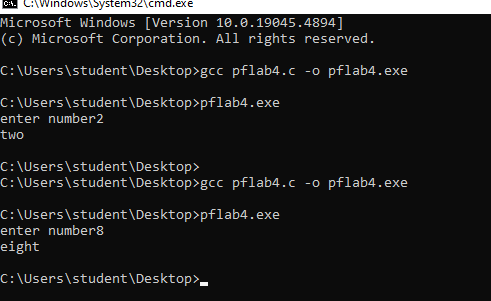 C:\Windows\System32\cmd.exe
Microsoft Windows [Version 10.0.19045.4894]
(c) Microsoft Corporation. All rights reserved.
C:\Users\student\Desktop>gcc pflab4.c -o pflab4.exe
C:\Users\student\Desktop>pflab4.exe
enter number2
two
C:\Users\student\Desktop>
C:\Users\student\Desktop>gcc pflab4.c -o pflab4.exe
C:\Users\student\Desktop>pflab4.exe
enter number8
eight
C:\Users\student\Desktop>